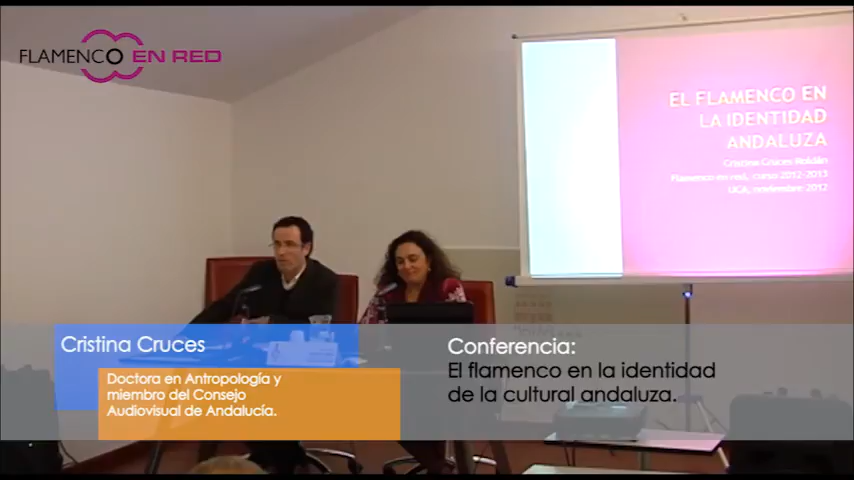 FLAMENCO EN RED
EL FLAMENCO EN
LA IDENTIDAD
ANDALUZA
Cristina Cruces Roldán
Flamenco en red, curso 2012-2013
UCA, noviembre 2012
Cristina Cruces
Doctora en Antropología y
miembro del Consejo
Audiovisual de Andalucía.
Conferencia:
El flamenco en la identidad
de la cultural andaluza.